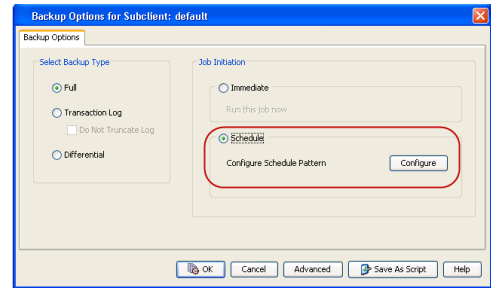 Backup Options for Subclient: default
Backup Options
Select Backup Type
Full
Transaction Log
Do Not Truncate Log
Differential
Job Initiation
Immediate
Run this job now
Schedule
Configure Schedule Pattern
Configure
OK
Cancel
Advanced
Save As Script
Help